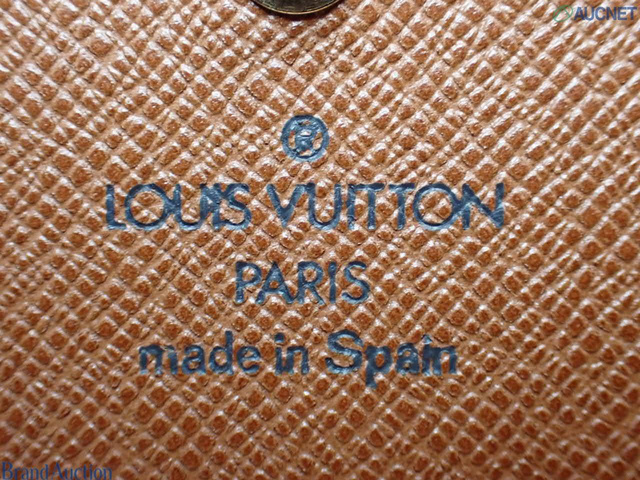 AUCNET
®
LOUIS VUITTON
PARIS
made in Spain
Brand Auction